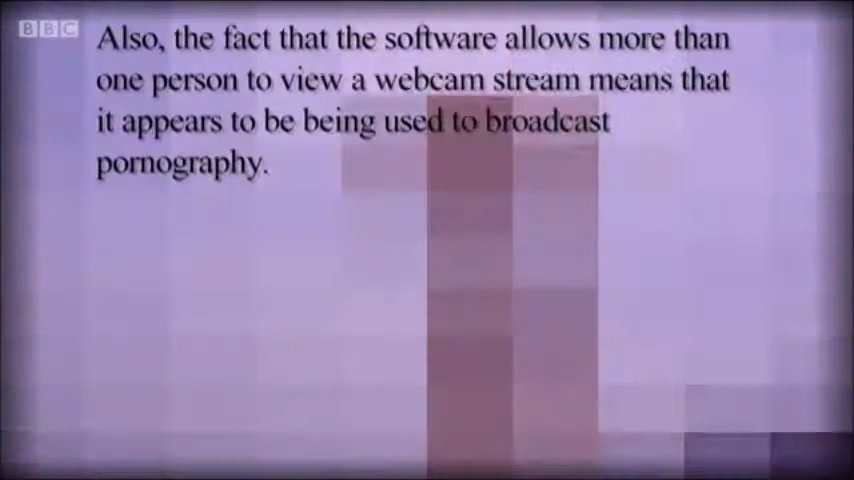 BBC
Also, the fact that the software allows more than
one person to view a webcam stream means that
it appears to be being used to broadcast
pornography.